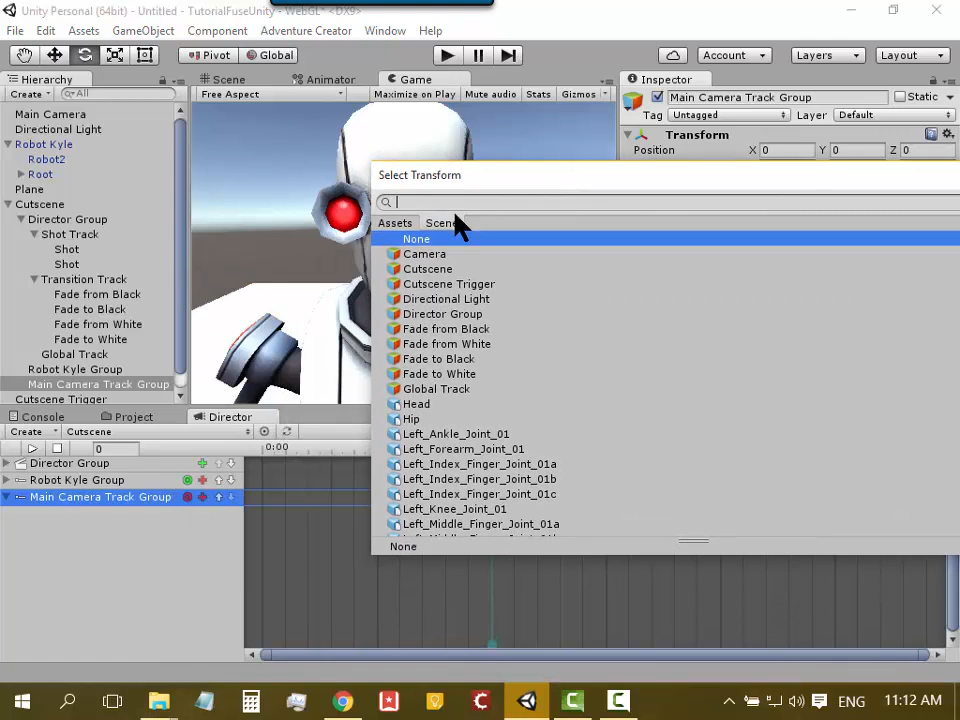 Unity Personal (64bit) - Untitled - TutorialFuseUnity - WebGL* <DX9>
File Edit Assets GameObject Component Adventure Creator Window Help
Pivot Global Account Layers Layout
Hierarchy Scene Animator Game Inspector
Create All Free Aspect Maximize on Play Mute audio Stats Gizmos Main Camera Track Group Static
Tag Untagged Layer Default
Main Camera
Directional Light
Transform
Robot Kyle
Position X 0 Y 0 Z 0
Robot2
Root
Plane
Cutscene
Director Group
Shot Track
Shot
Shot
Transition Track
Fade from Black
Fade to Black
Fade from White
Fade to White
Global Track
Robot Kyle Group
Main Camera Track Group
Cutscene Trigger
Select Transform
Assets Scene
None
Camera
Cutscene
Cutscene Trigger
Directional Light
Director Group
Fade from Black
Fade from White
Fade to Black
Fade to White
Global Track
Head
Hip
Left_Ankle_Joint_01
Left_Forearm_Joint_01
Left_Index_Finger_Joint_01a
Left_Index_Finger_Joint_01b
Left_Index_Finger_Joint_01c
Left_Knee_Joint_01
Left_Middle_Finger_Joint_01a
None
Console Project Director
Create Cutscene
0 0:00
Director Group
Robot Kyle Group
Main Camera Track Group
ENG 11:12 AM